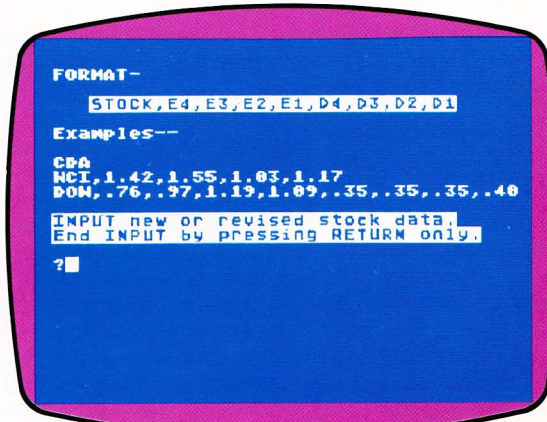 FORMAT-
STOCK,E4,E3,E2,E1,D4,D3,D2,D1
Examples--
CDA
NCI,1.42,1.55,1.03,1.17
DOW,.76,.97,1.19,1.09,.35,.35,.35,.40
INPUT new or revised stock data.
End INPUT by pressing RETURN only.
?